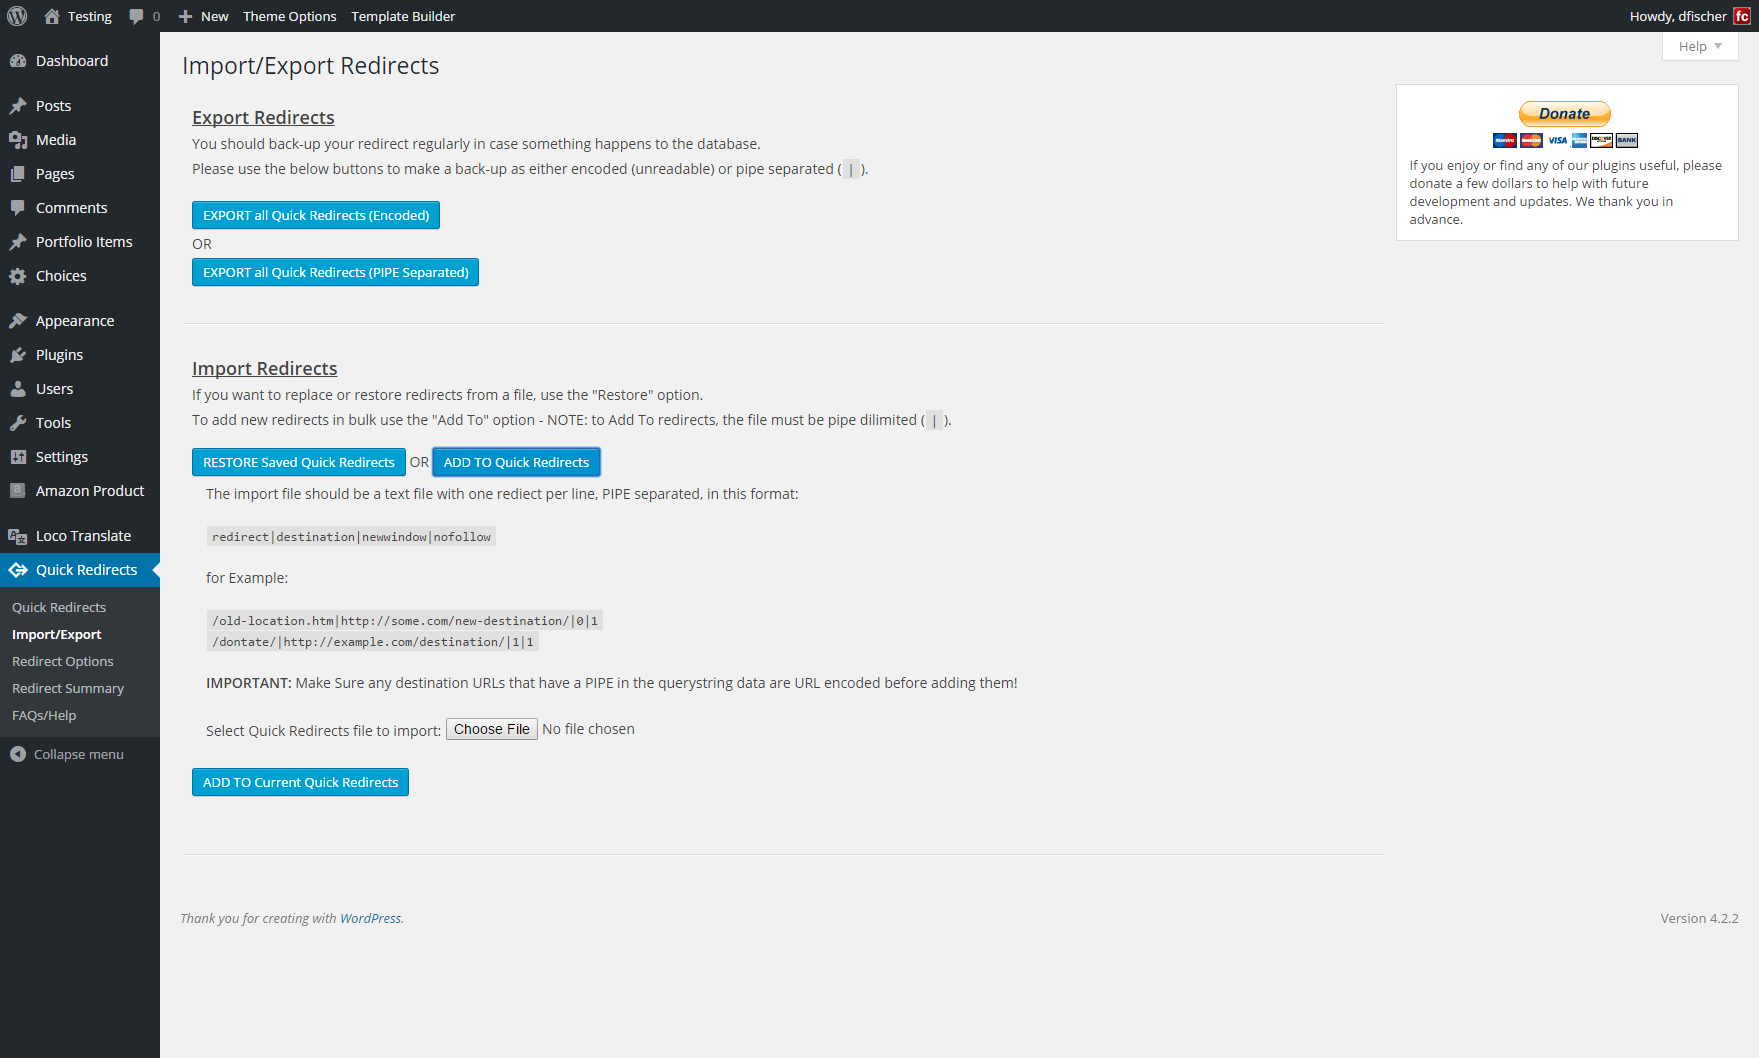 Testing
0
New
Theme Options
Template Builder
Howdy, dfischer
fc
Dashboard
Posts
Media
Pages
Comments
Portfolio Items
Choices
Appearance
Plugins
Users
Tools
Settings
Amazon Product
Loco Translate
Quick Redirects
Quick Redirects
Import/Export
Redirect Options
Redirect Summary
FAQs/Help
Collapse menu
Help
Import/Export Redirects
Export Redirects
You should back-up your redirect regularly in case something happens to the database.
Please use the below buttons to make a back-up as either encoded (unreadable) or pipe separated ( | ).
EXPORT all Quick Redirects (Encoded)
OR
EXPORT all Quick Redirects (PIPE Separated)
Import Redirects
If you want to replace or restore redirects from a file, use the "Restore" option.
To add new redirects in bulk use the "Add To" option - NOTE: to Add To redirects, the file must be pipe dilimited ( | ).
RESTORE Saved Quick Redirects OR ADD TO Quick Redirects
The import file should be a text file with one rediect per line, PIPE separated, in this format:
redirect|destination|newwindow|nofollow
for Example:
/old-location.htm|http://some.com/new-destination/|0|1
/dontate/|http://example.com/destination/|1|1
IMPORTANT: Make Sure any destination URLs that have a PIPE in the querystring data are URL encoded before adding them!
Select Quick Redirects file to import: Choose File No file chosen
ADD TO Current Quick Redirects
Donate
Maestro MasterCard VISA DISCOVER BANK
If you enjoy or find any of our plugins useful, please
donate a few dollars to help with future
development and updates. We thank you in
advance.
Thank you for creating with WordPress.
Version 4.2.2